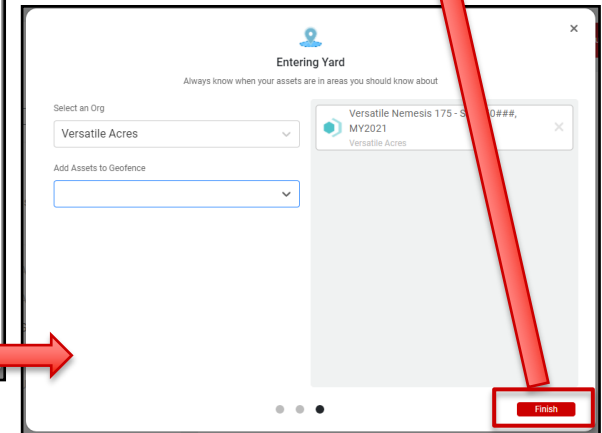 ×
Entering Yard
Always know when your assets are in areas you should know about
Select an Org
Versatile Acres
Add Assets to Geofence
Versatile Nemesis 175 - 0###,
MY2021
Versatile Acres
Finish